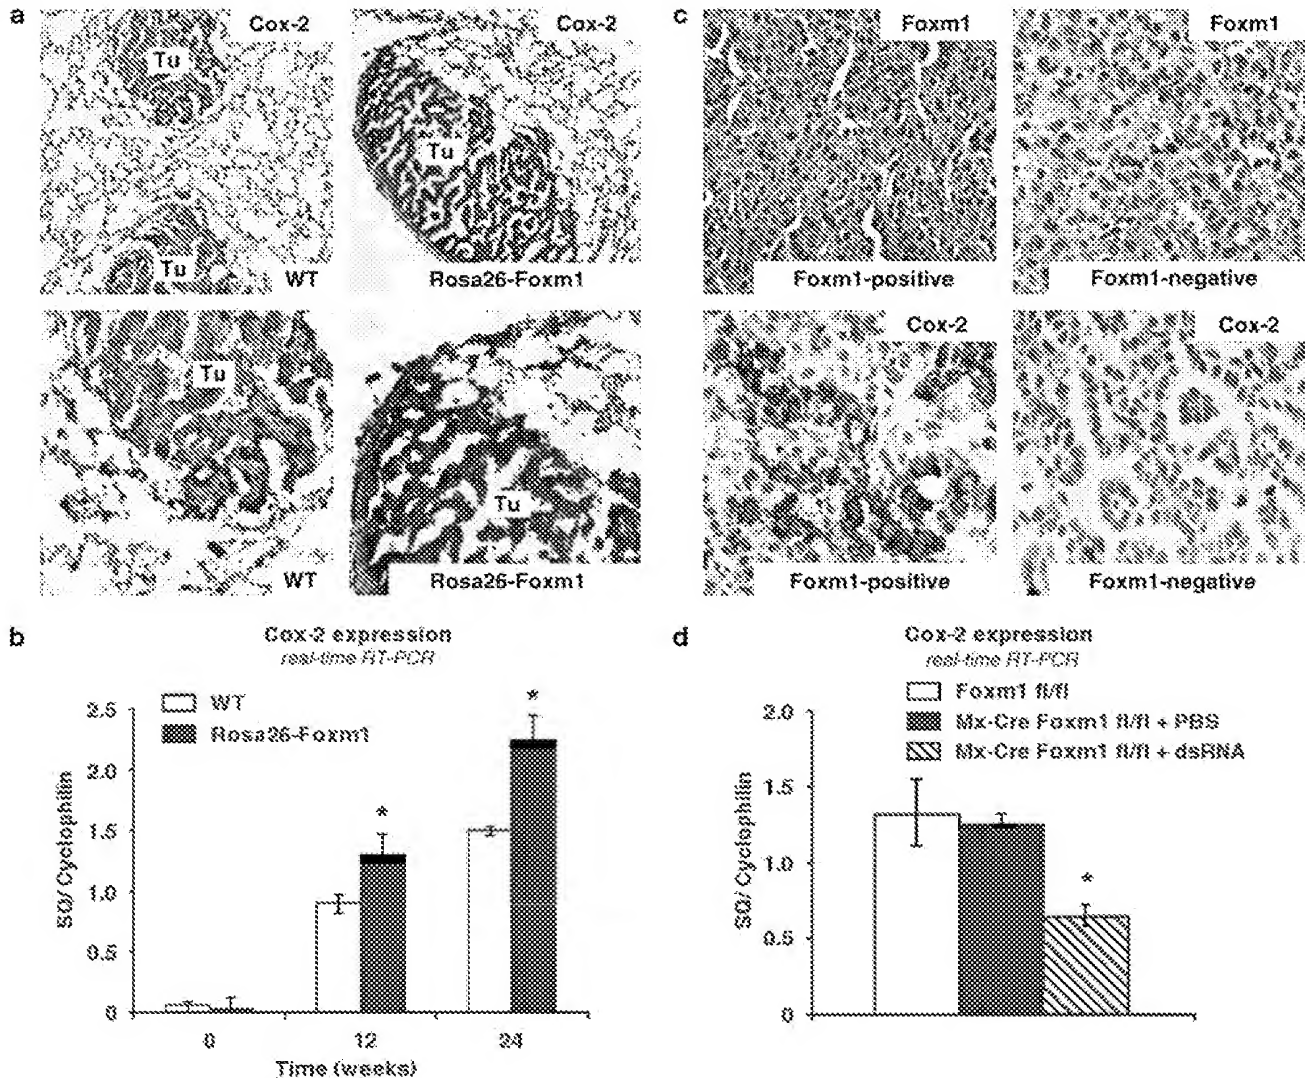 a
Cox-2
Tu
Tu
WT
Cox-2
Tu
Rosa26-Foxm1
Tu
WT
Tu
Rosa26-Foxm1
b
Cox-2 expression
real-time RT-PCR
WT
Rosa26-Foxm1
SQ/ Cyclophilin
2.5
2.0
1.5
1.0
0.5
0
*
*
0
12
24
Time (weeks)
c
Foxm1
Foxm1-positive
Foxm1
Foxm1-negative
Cox-2
Foxm1-positive
Cox-2
Foxm1-negative
d
Cox-2 expression
real-time RT-PCR
Foxm1 fl/fl
Mx-Cre Foxm1 fl/fl + PBS
Mx-Cre Foxm1 fl/fl + dsRNA
SQ/ Cyclophilin
2.0
1.5
1.0
0.5
0
*